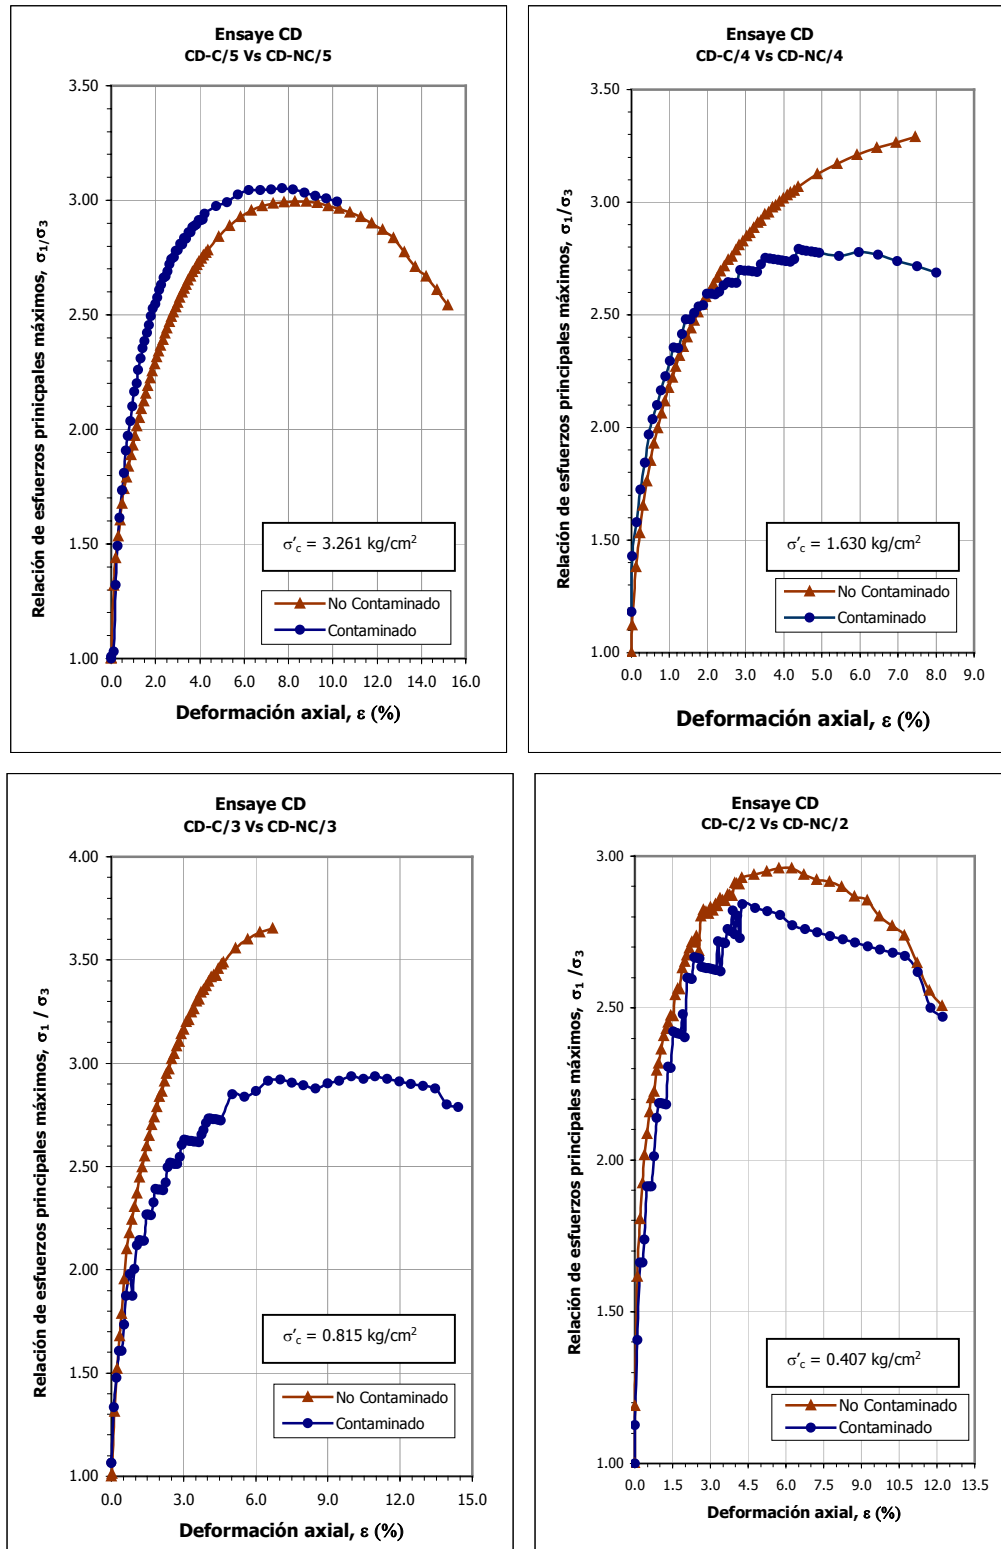 Ensaye CD
CD-C/5 Vs CD-NC/5
Relación de esfuerzos prinicpales máximos, σ1/σ3
3.50
3.00
2.50
2.00
1.50
1.00
0.0 2.0 4.0 6.0 8.0 10.0 12.0 14.0 16.0
Deformación axial, ε (%)
σ'c = 3.261 kg/cm2
No Contaminado
Contaminado
Ensaye CD
CD-C/4 Vs CD-NC/4
Relación de esfuerzos principales máximos, σ1/σ3
3.50
3.00
2.50
2.00
1.50
1.00
0.0 1.0 2.0 3.0 4.0 5.0 6.0 7.0 8.0 9.0
Deformación axial, ε (%)
σ'c = 1.630 kg/cm2
No Contaminado
Contaminado
Ensaye CD
CD-C/3 Vs CD-NC/3
Relación de esfuerzos principales máximos, σ1 / σ3
4.00
3.50
3.00
2.50
2.00
1.50
1.00
0.0 3.0 6.0 9.0 12.0 15.0
Deformación axial, ε (%)
σ'c = 0.815 kg/cm2
No Contaminado
Contaminado
Ensaye CD
CD-C/2 Vs CD-NC/2
Relación de esfuerzos principales máximos, σ1 /σ3
3.00
2.50
2.00
1.50
1.00
0.0 1.5 3.0 4.5 6.0 7.5 9.0 10.5 12.0 13.5
Deformación axial, ε (%)
σ'c = 0.407 kg/cm2
No Contaminado
Contaminado